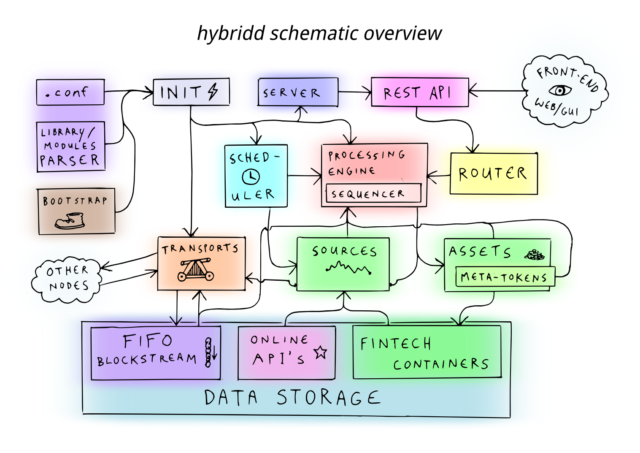 hybridd schematic overview
.conf
INIT
SERVER
REST API
FRONT-END
WEB/GUI
LIBRARY/
MODULES
PARSER
SCHED-
ULER
PROCESSING
ENGINE
SEQUENCER
ROUTER
BOOTSTRAP
TRANSPORTS
SOURCES
ASSETS
META-TOKENS
OTHER
NODES
FIFO
BLOCKSTREAM
ONLINE
API's
FINTECH
CONTAINERS
DATA STORAGE